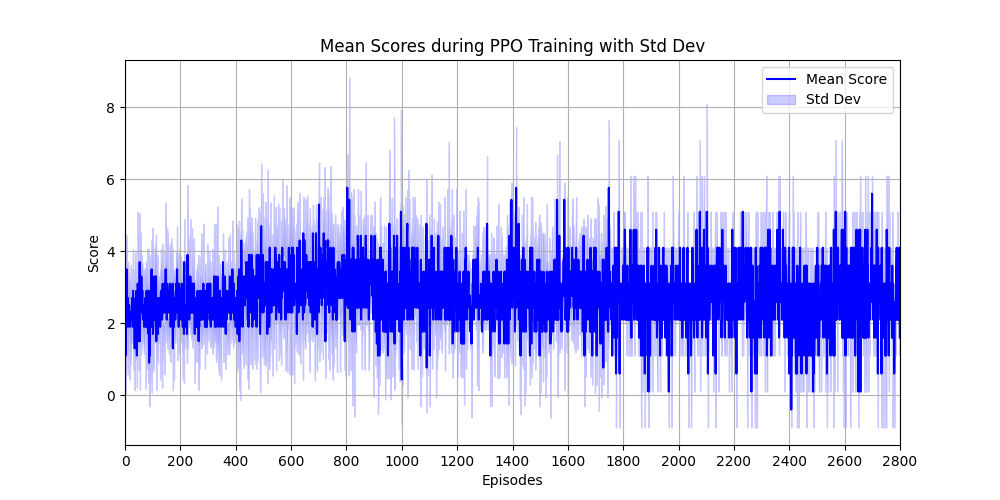 Mean Scores during PPO Training with Std Dev
Mean Score
Std Dev
Score
8
6
4
2
0
0 200 400 600 800 1000 1200 1400 1600 1800 2000 2200 2400 2600 2800
Episodes